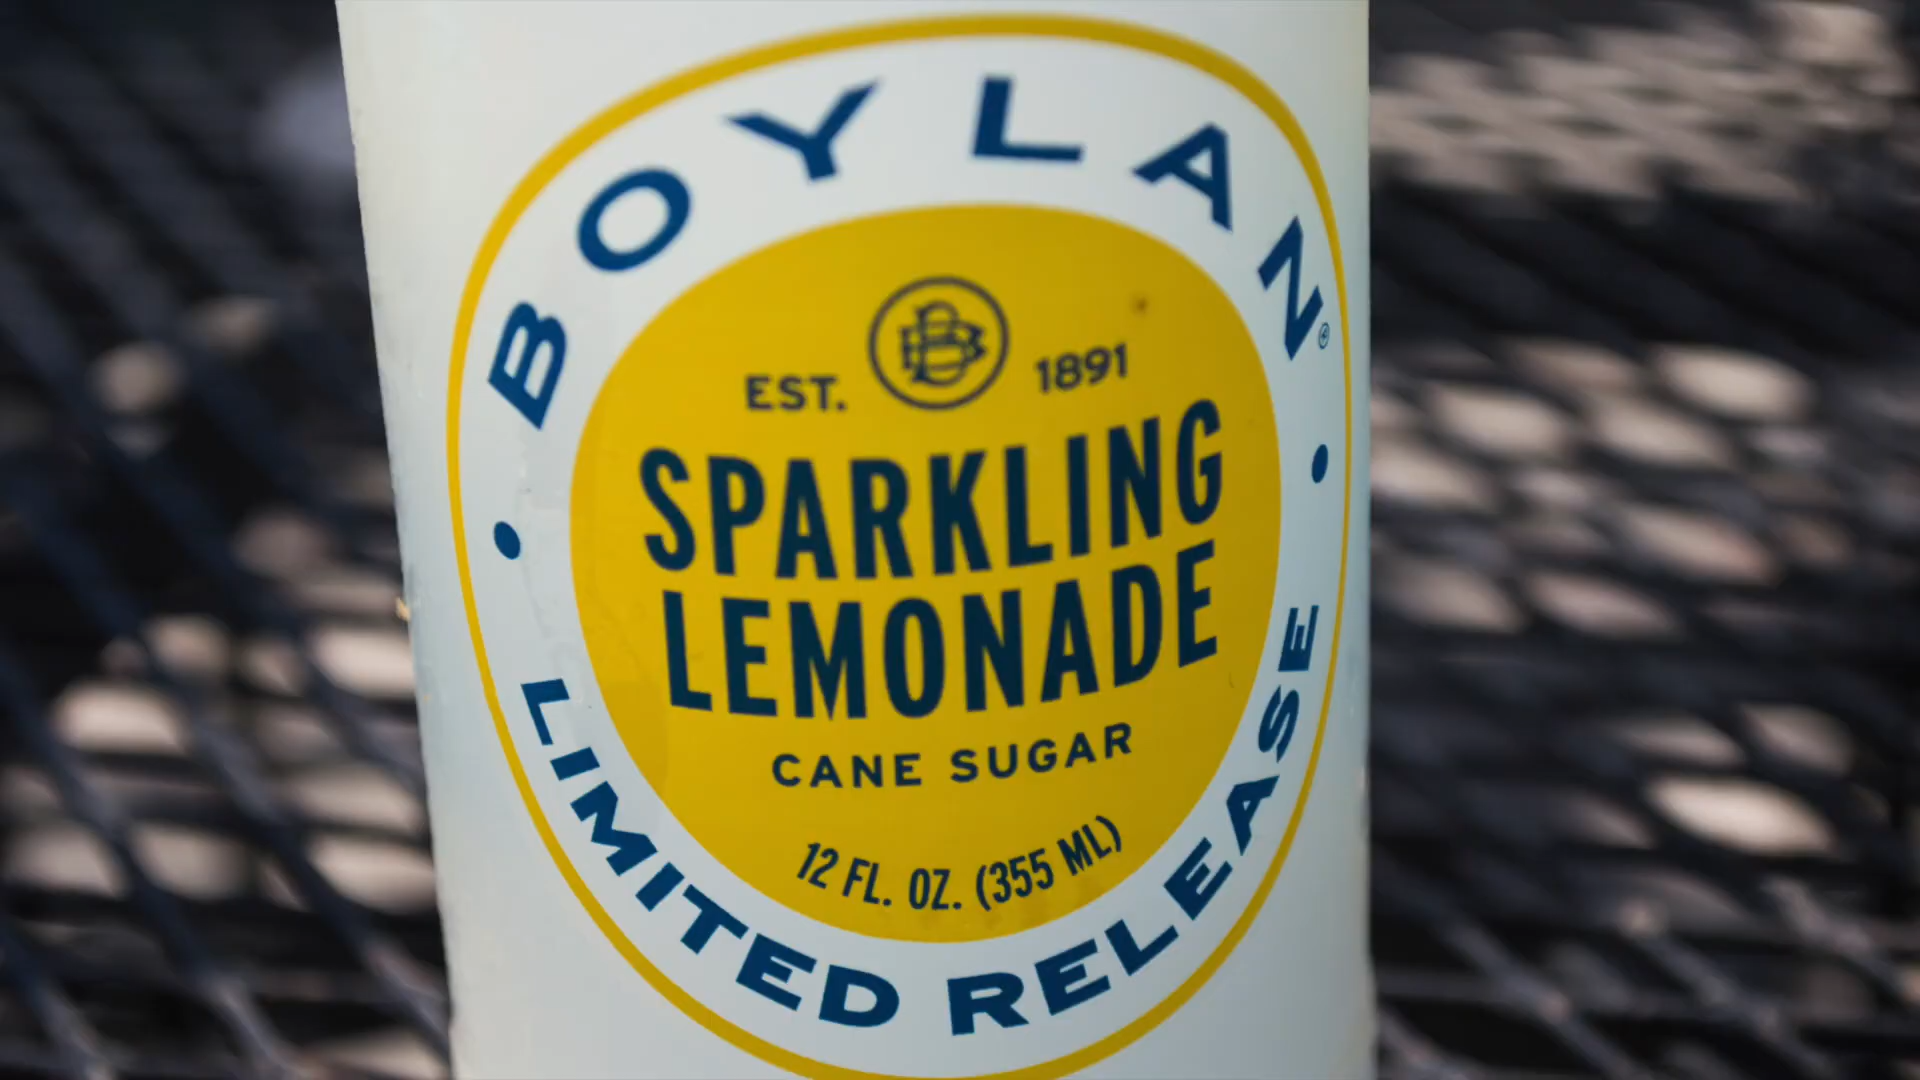 BOYLAN®
EST. 1891
SPARKLING
LEMONADE
CANE SUGAR
12 FL. OZ. (355 ML)
LIMITED RELEASE